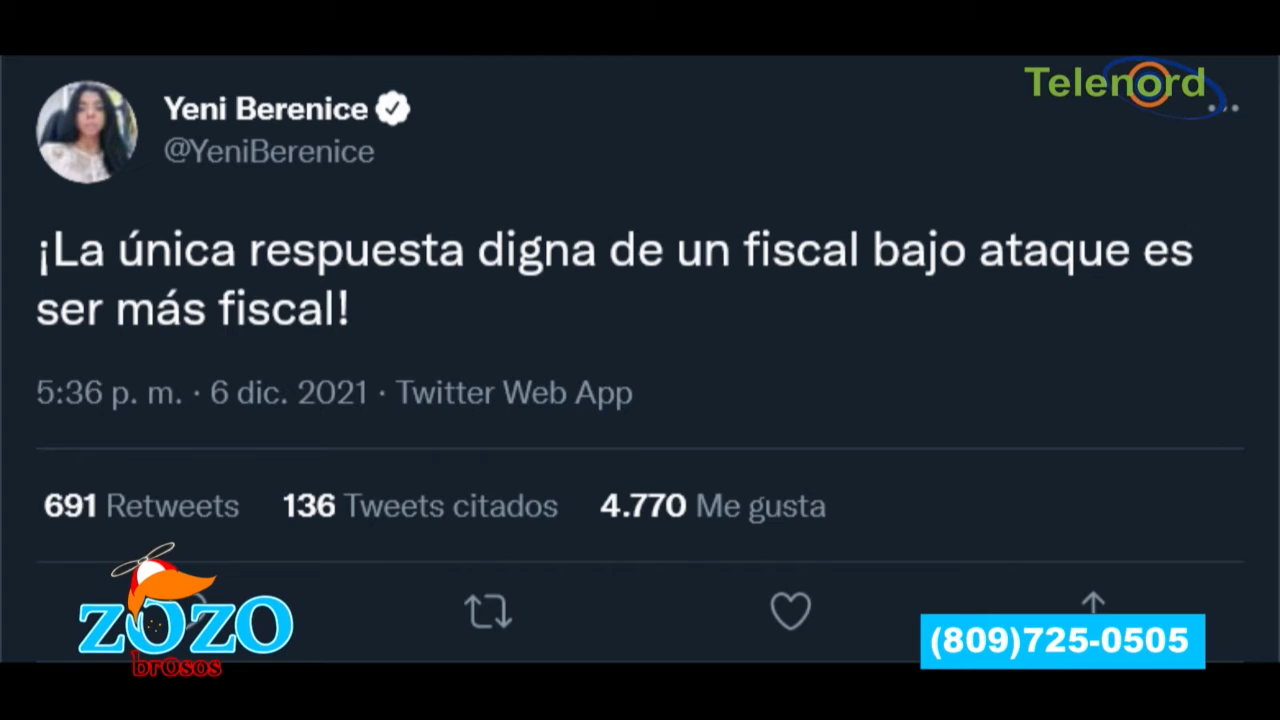 Telenord
Yeni Berenice
@YeniBerenice
¡La única respuesta digna de un fiscal bajo ataque es
ser más fiscal!
5:36 p. m. · 6 dic. 2021 · Twitter Web App
691 Retweets 136 Tweets citados 4.770 Me gusta
ZOZO
brOsos
(809)725-0505